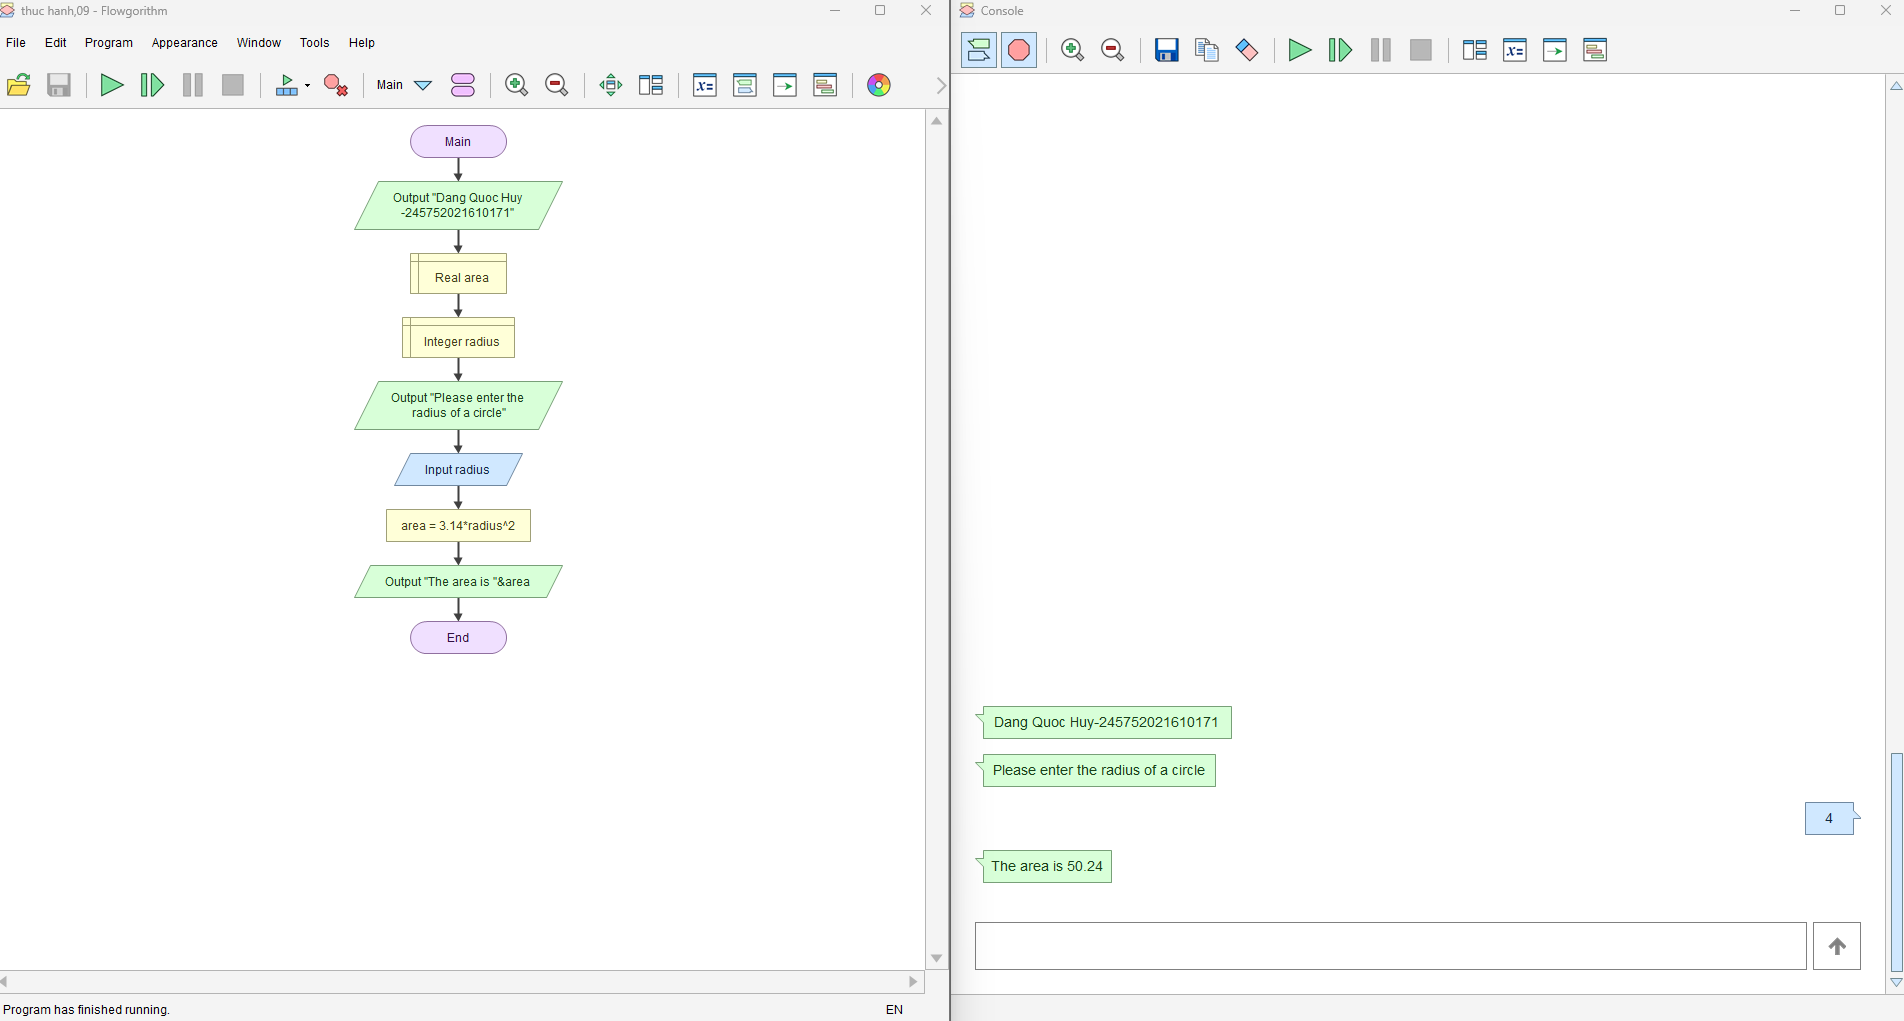 thuc hanh,09 - Flowgorithm
File Edit Program Appearance Window Tools Help
Main
x=
Main
Output "Dang Quoc Huy
-245752021610171"
Real area
Integer radius
Output "Please enter the
radius of a circle"
Input radius
area = 3.14*radius^2
Output "The area is "&area
End
Program has finished running.
EN
Console
x=
Dang Quoc Huy-245752021610171
Please enter the radius of a circle
4
The area is 50.24